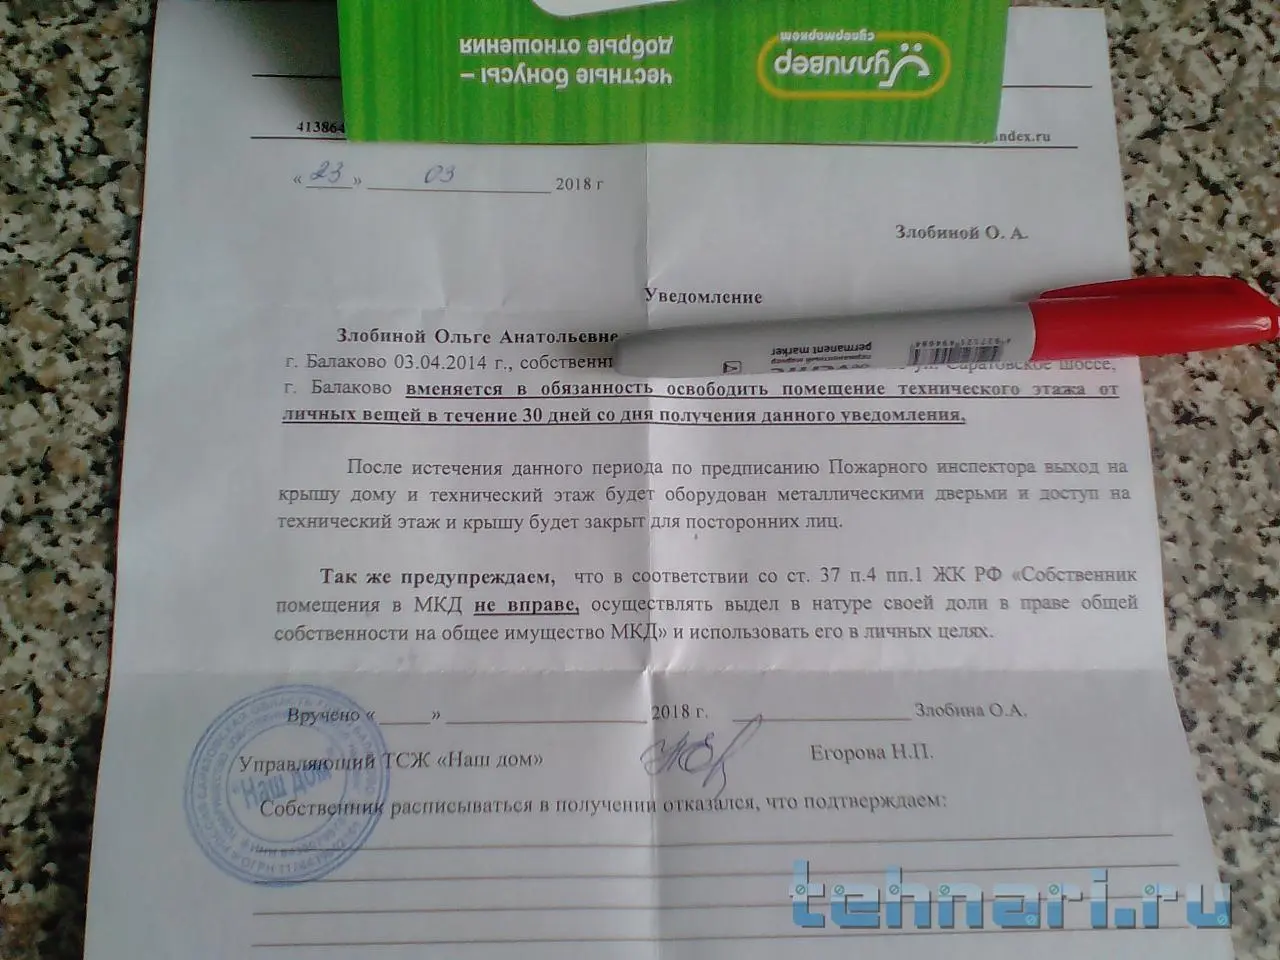 Гулливер
супермаркет
честные бонусы –
добрые отношения
41386
andex.ru
« 23 » 03 2018 г
Злобиной О. А.
Уведомление
Злобиной Ольге Анатольевне
г. Балаково 03.04.2014 г., собственни Саратовское шоссе,
permanent marker
г. Балаково вменяется в обязанность освободить помещение технического этажа от
личных вещей в течение 30 дней со дня получения данного уведомления.
После истечения данного периода по предписанию Пожарного инспектора выход на
крышу дому и технический этаж будет оборудован металлическими дверьми и доступ на
технический этаж и крышу будет закрыт для посторонних лиц.
Так же предупреждаем, что в соответствии со ст. 37 п.4 пп.1 ЖК РФ «Собственник
помещения в МКД не вправе, осуществлять выдел в натуре своей доли в праве общей
собственности на общее имущество МКД» и использовать его в личных целях.
Вручено « » 2018 г. Злобина О.А.
Управляющий ТСЖ «Наш дом» Егорова Н.П.
"Наш дом"
Собственник расписываться в получении отказался, что подтверждаем:
tehnari.ru